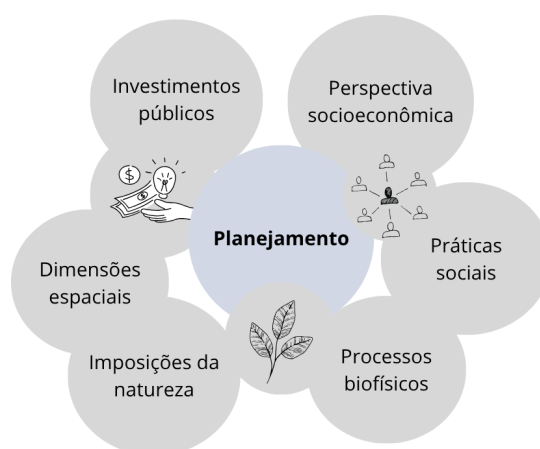 Investimentos
públicos
Perspectiva
socioeconômica
$
$
Planejamento
Dimensões
espaciais
Práticas
sociais
Imposições da
natureza
Processos
biofísicos